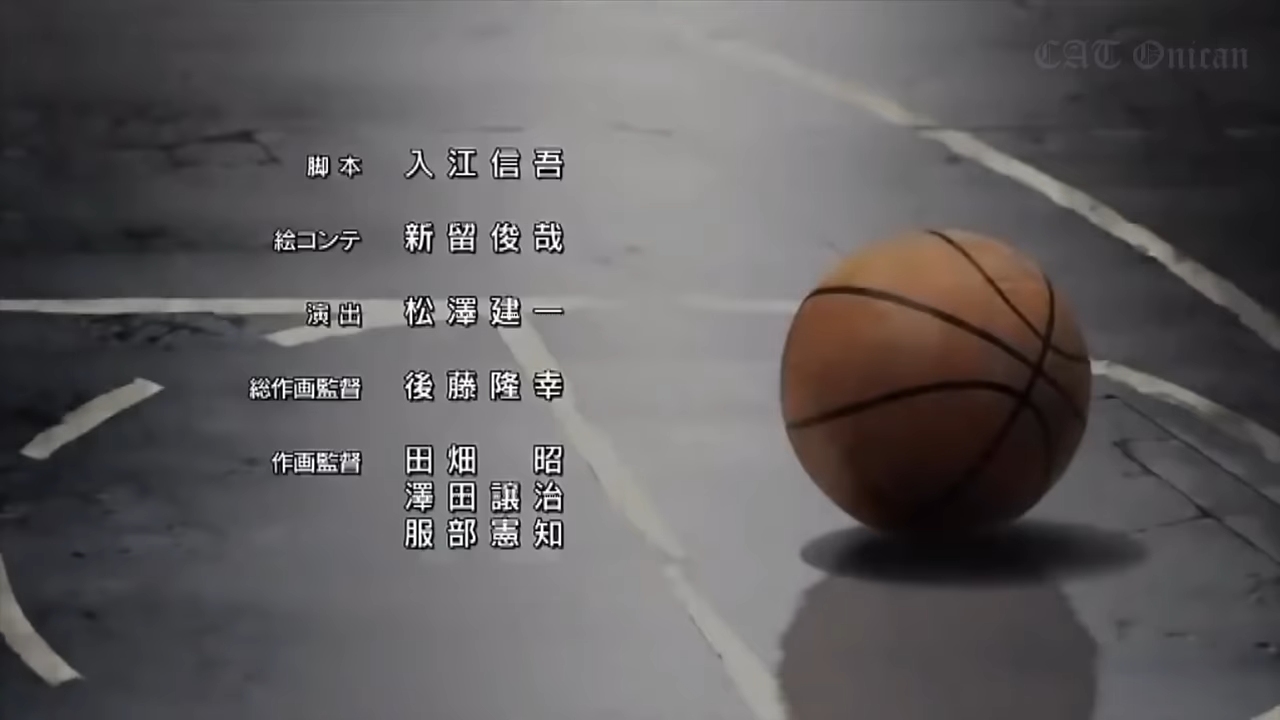 CAT Onican
脚本 入江信吾
絵コンテ 新留俊哉
演出 松澤建一
総作画監督 後藤隆幸
作画監督 田畑 昭
澤田譲治
服部憲知